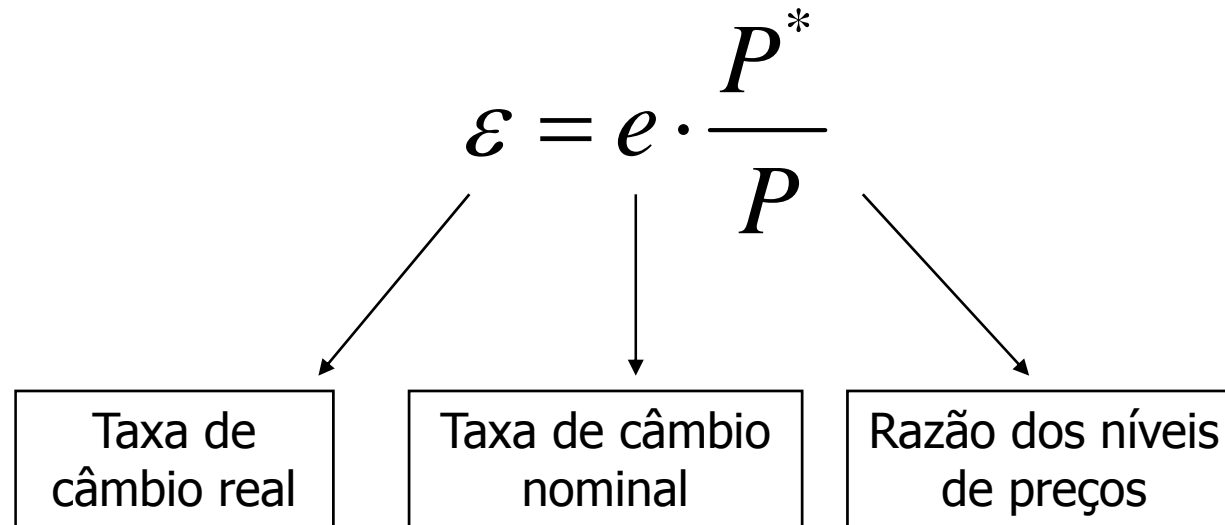 ε = e · P* / P
Taxa de
câmbio real
Taxa de câmbio
nominal
Razão dos níveis
de preços